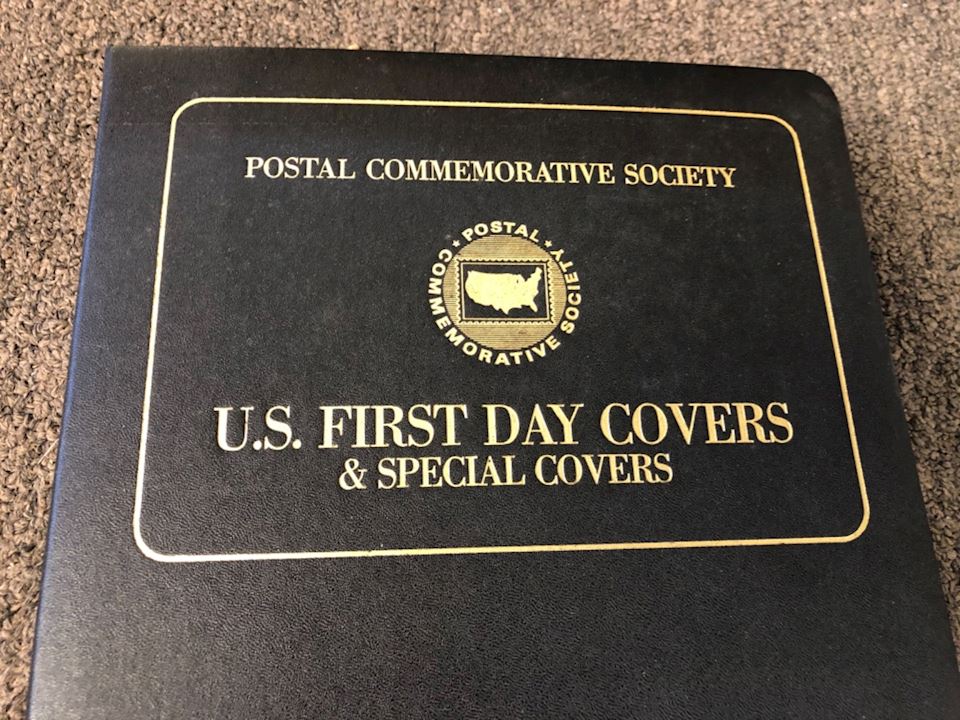 POSTAL COMMEMORATIVE SOCIETY
★ POSTAL ★
COMMEMORATIVE SOCIETY
U.S. FIRST DAY COVERS
& SPECIAL COVERS